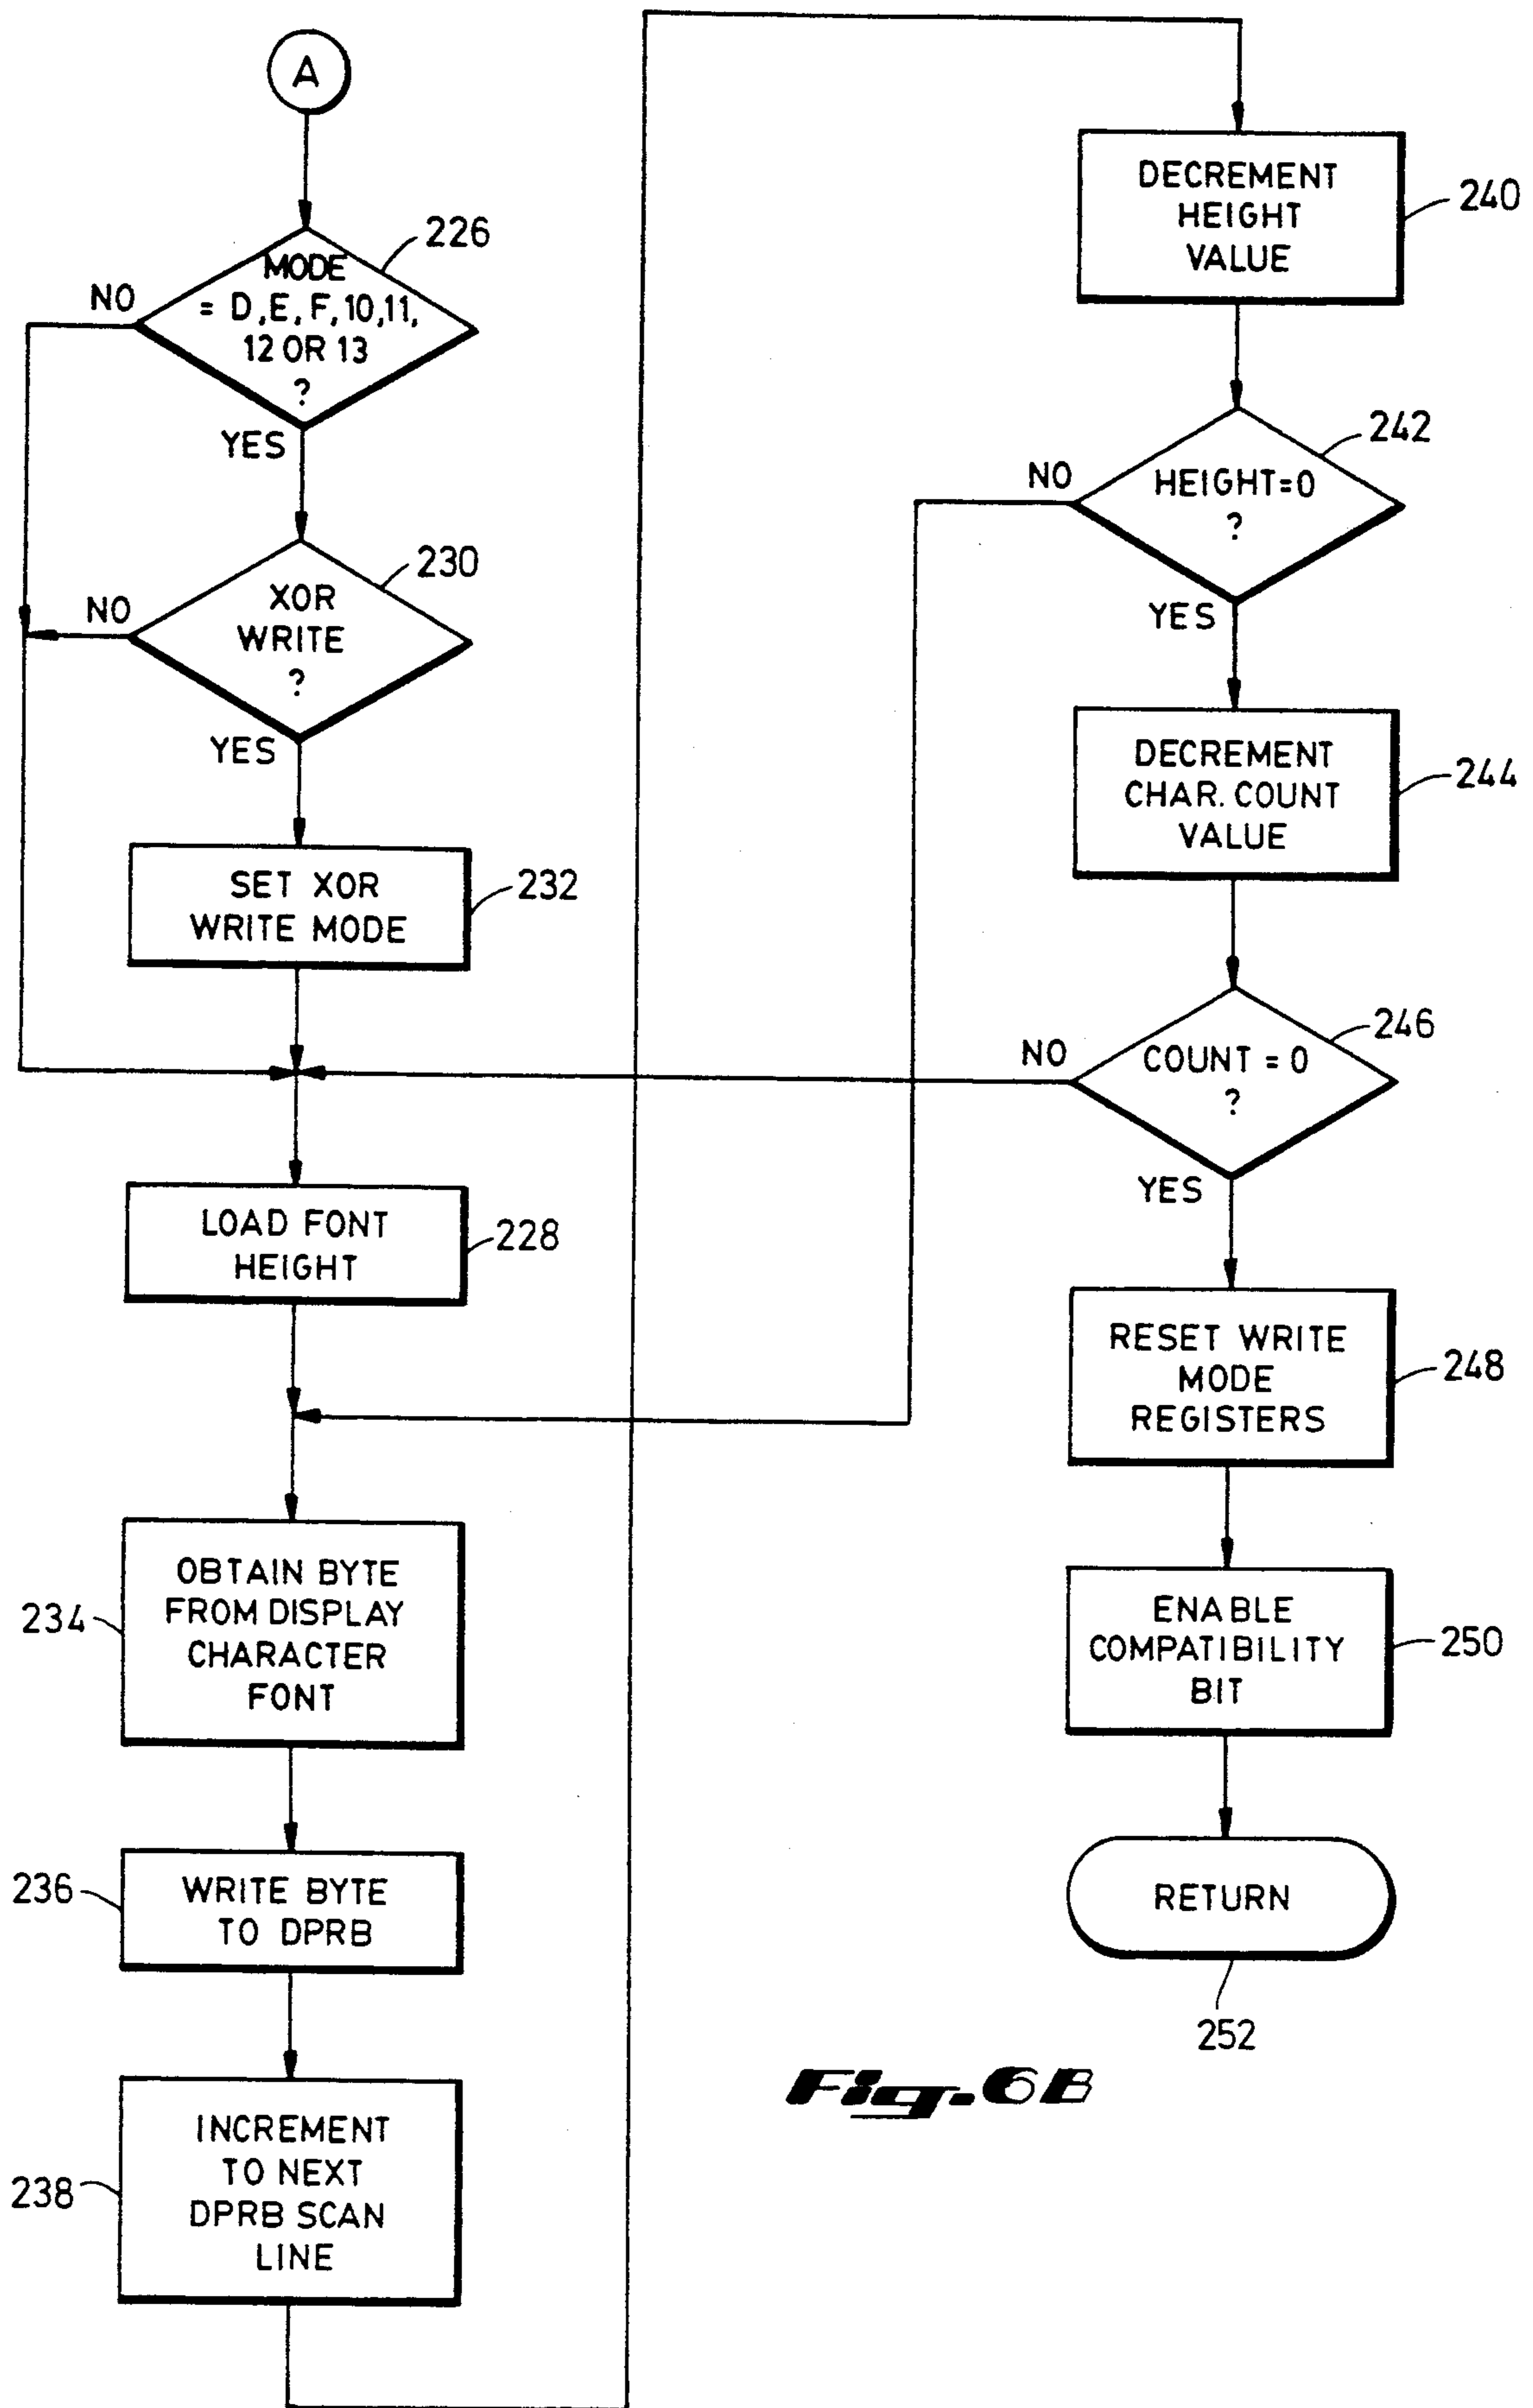 A
226
MODE
= D, E, F, 10, 11,
12 OR 13
?
NO
YES
230
XOR
WRITE
?
NO
YES
SET XOR
WRITE MODE
232
LOAD FONT
HEIGHT
228
OBTAIN BYTE
FROM DISPLAY
CHARACTER
FONT
234
WRITE BYTE
TO DPRB
236
INCREMENT
TO NEXT
DPRB SCAN
LINE
238
DECREMENT
HEIGHT
VALUE
240
242
HEIGHT=0
?
NO
YES
DECREMENT
CHAR. COUNT
VALUE
244
246
COUNT = 0
?
NO
YES
RESET WRITE
MODE
REGISTERS
248
ENABLE
COMPATIBILITY
BIT
250
RETURN
252
Fig. 6B